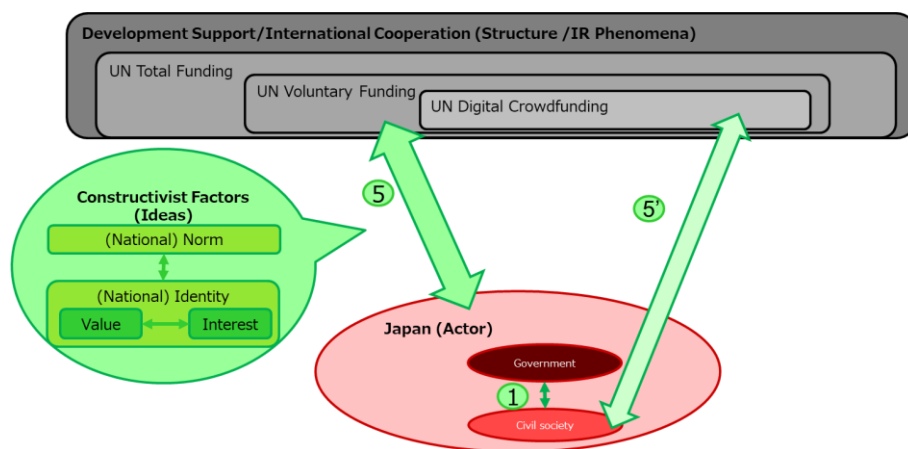 Development Support/International Cooperation (Structure /IR Phenomena)
UN Total Funding
UN Voluntary Funding
UN Digital Crowdfunding
5
5’
Constructivist Factors
(Ideas)
(National) Norm
(National) Identity
Value
Interest
Japan (Actor)
Government
1
Civil society